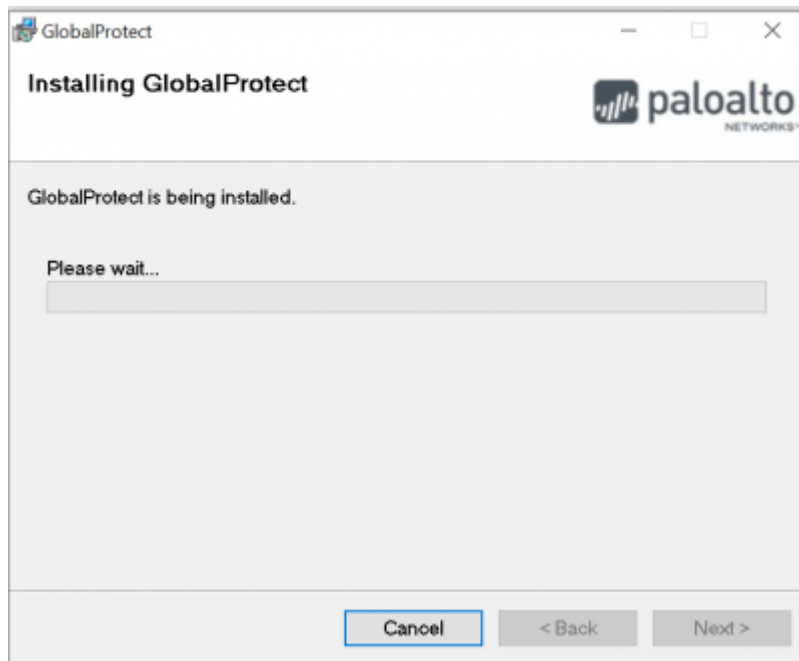 GlobalProtect
Installing GlobalProtect
paloalto
NETWORKS
GlobalProtect is being installed.
Please wait...
Cancel
< Back
Next >